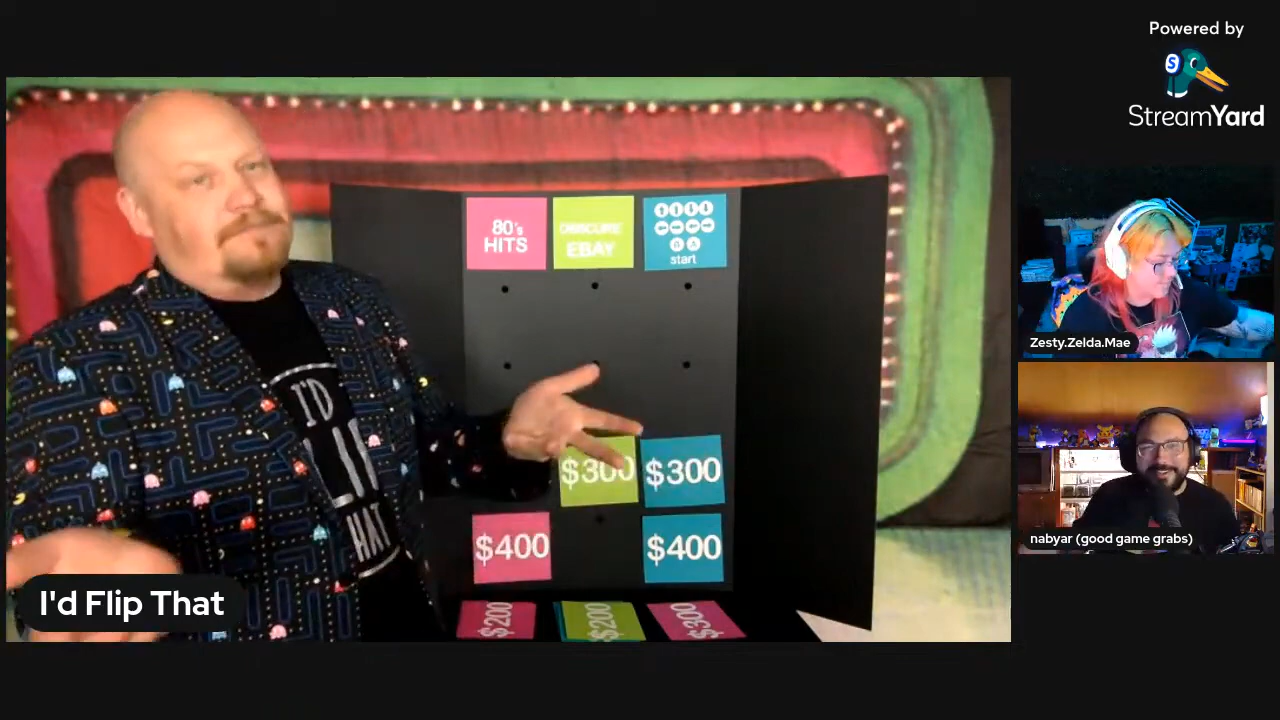 Powered by
S
StreamYard
80's
HITS
OBSCURE
EBAY
start
$300
$300
$400
$400
$200
$200
$300
I'D
HAT
I'd Flip That
Zesty.Zelda.Mae
nabyar (good game grabs)